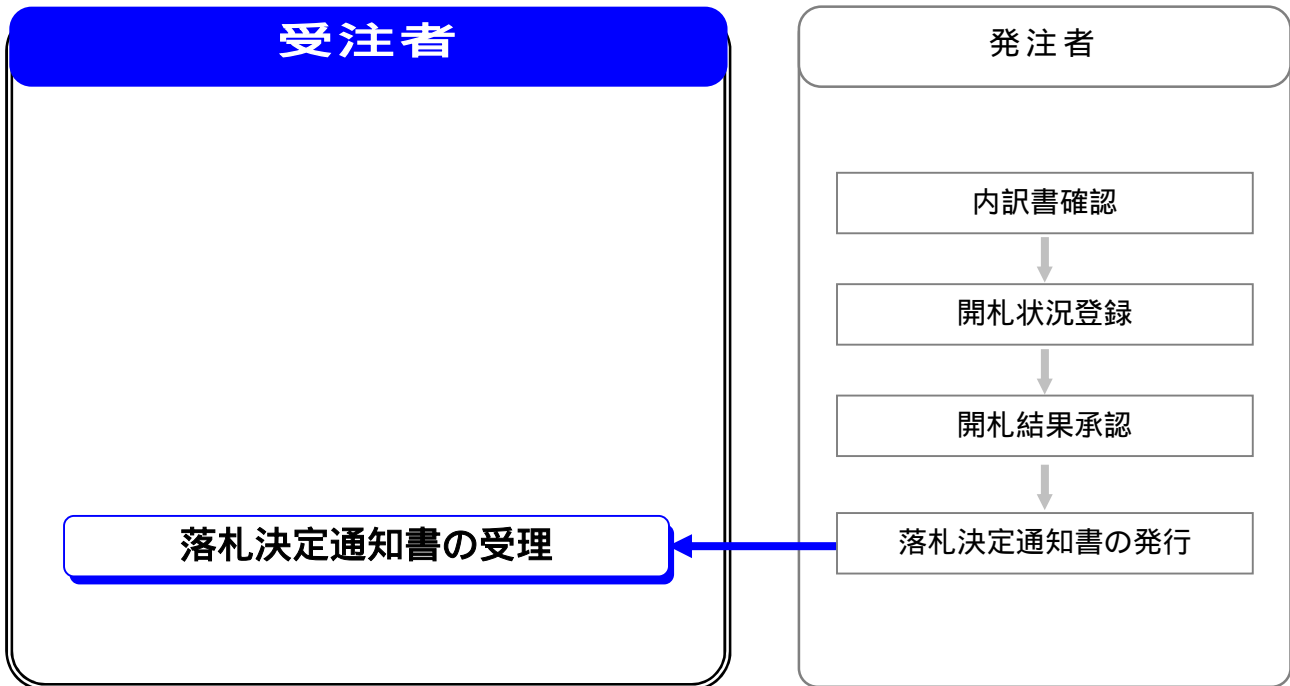 受注者
発注者
内訳書確認
開札状況登録
開札結果承認
落札決定通知書の受理
落札決定通知書の発行